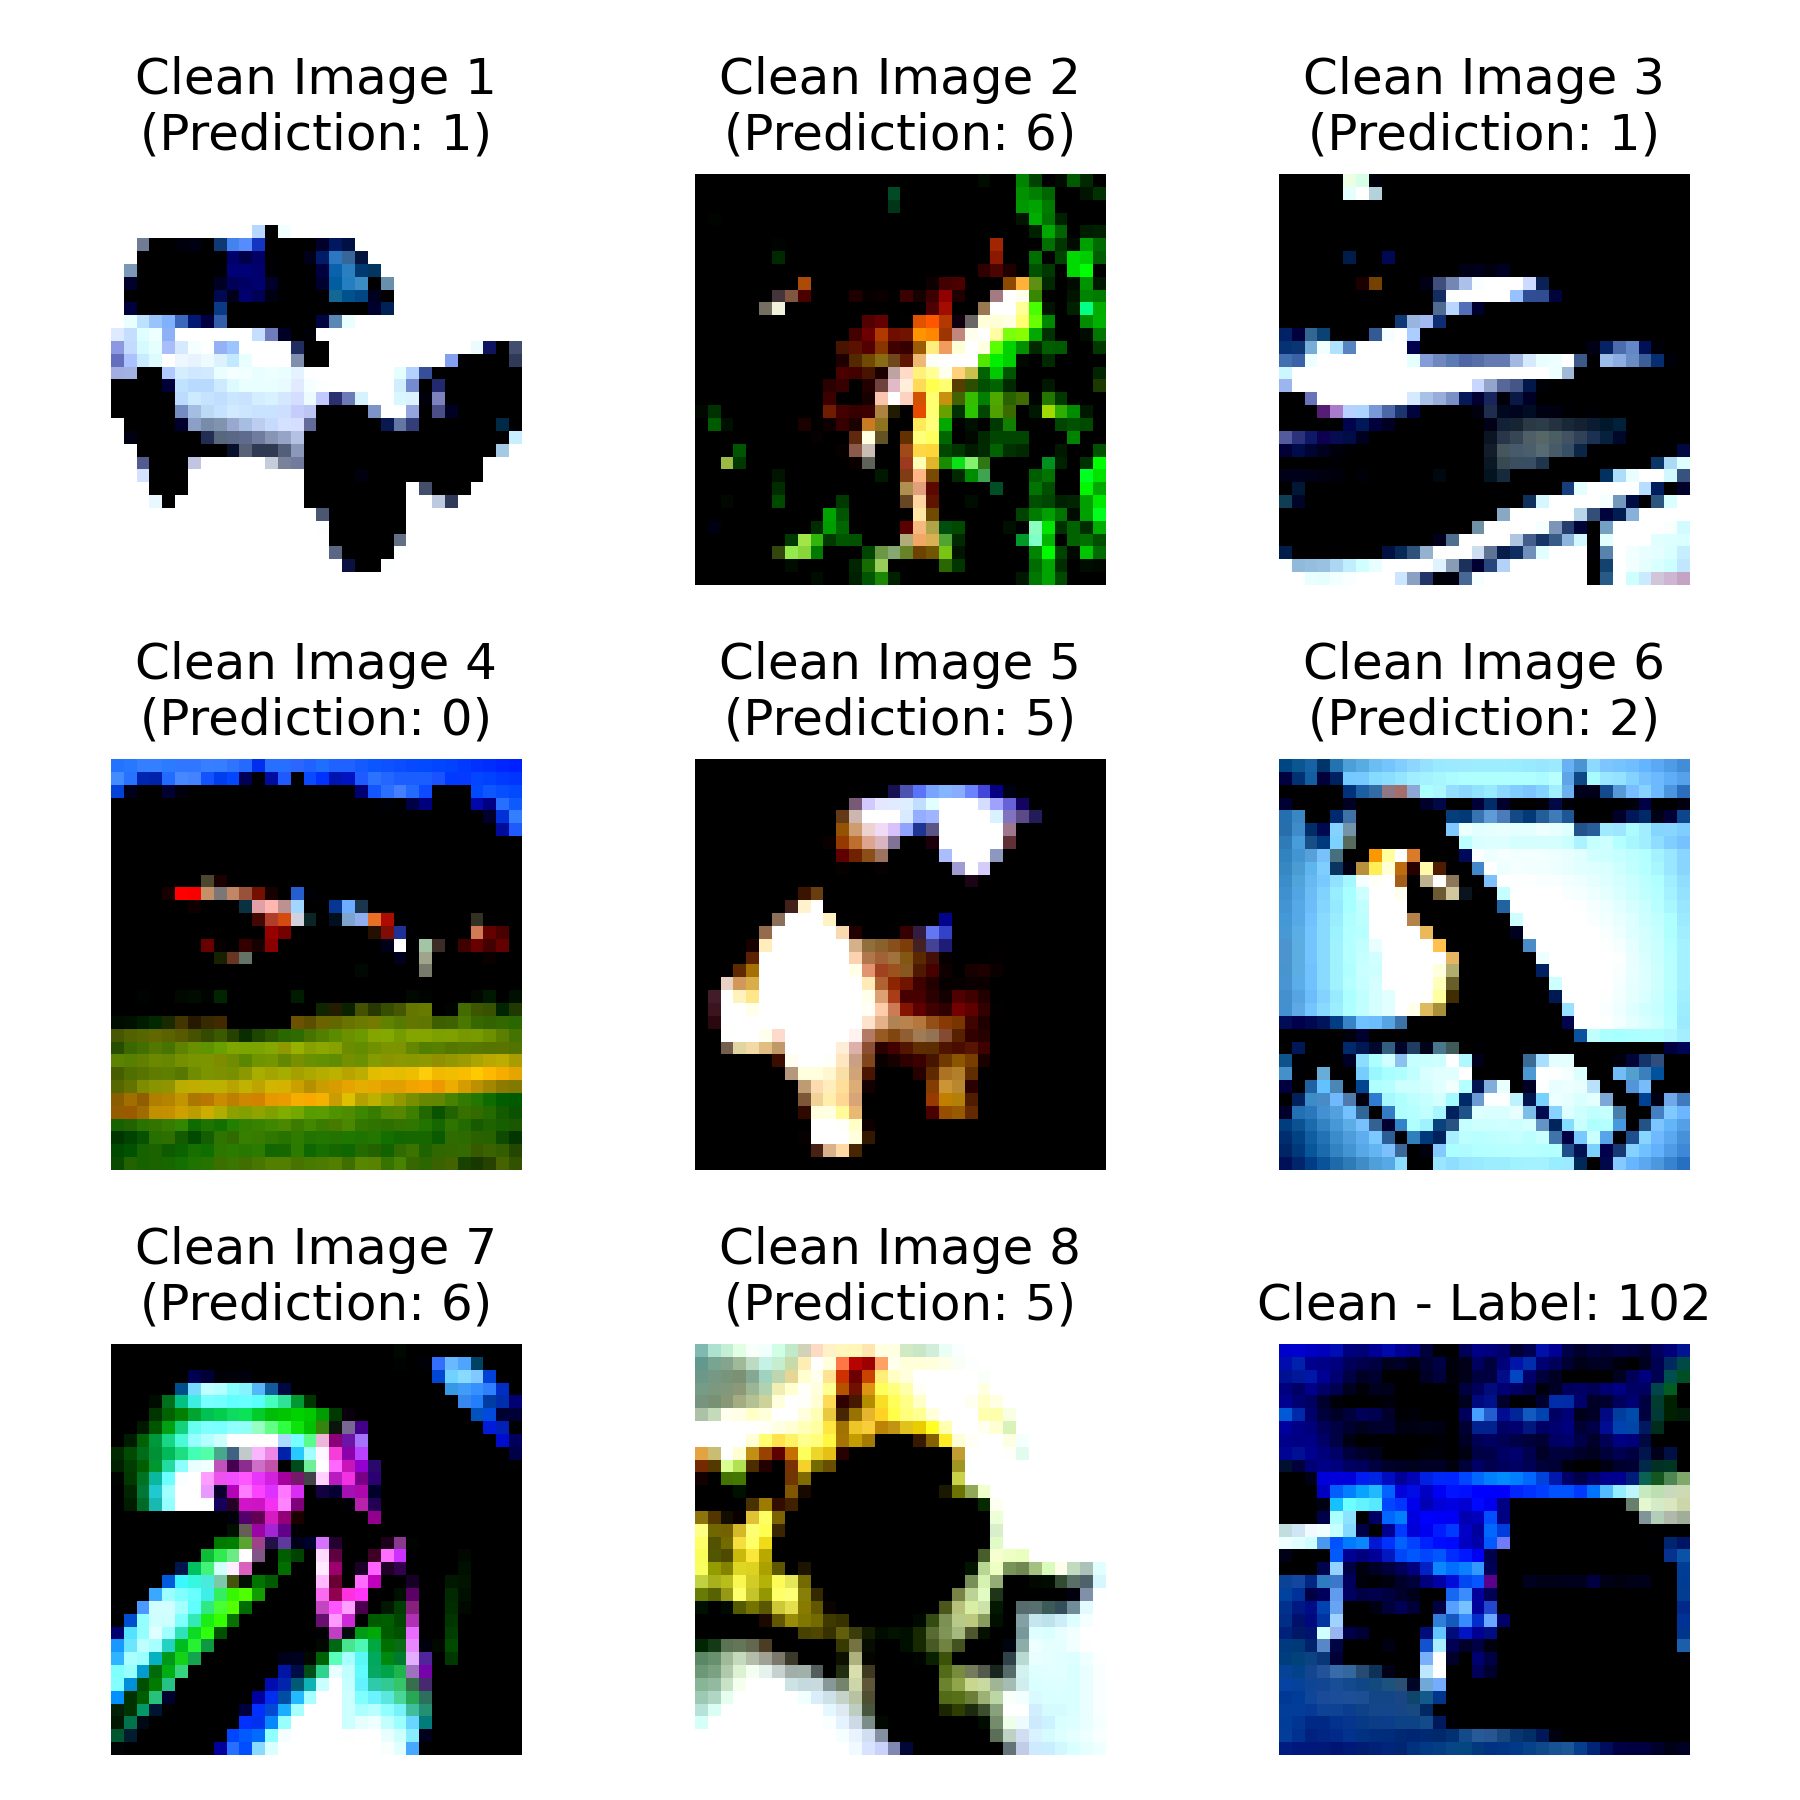 Clean Image 1
(Prediction: 1)
Clean Image 2
(Prediction: 6)
Clean Image 3
(Prediction: 1)
Clean Image 4
(Prediction: 0)
Clean Image 5
(Prediction: 5)
Clean Image 6
(Prediction: 2)
Clean Image 7
(Prediction: 6)
Clean Image 8
(Prediction: 5)
Clean - Label: 102